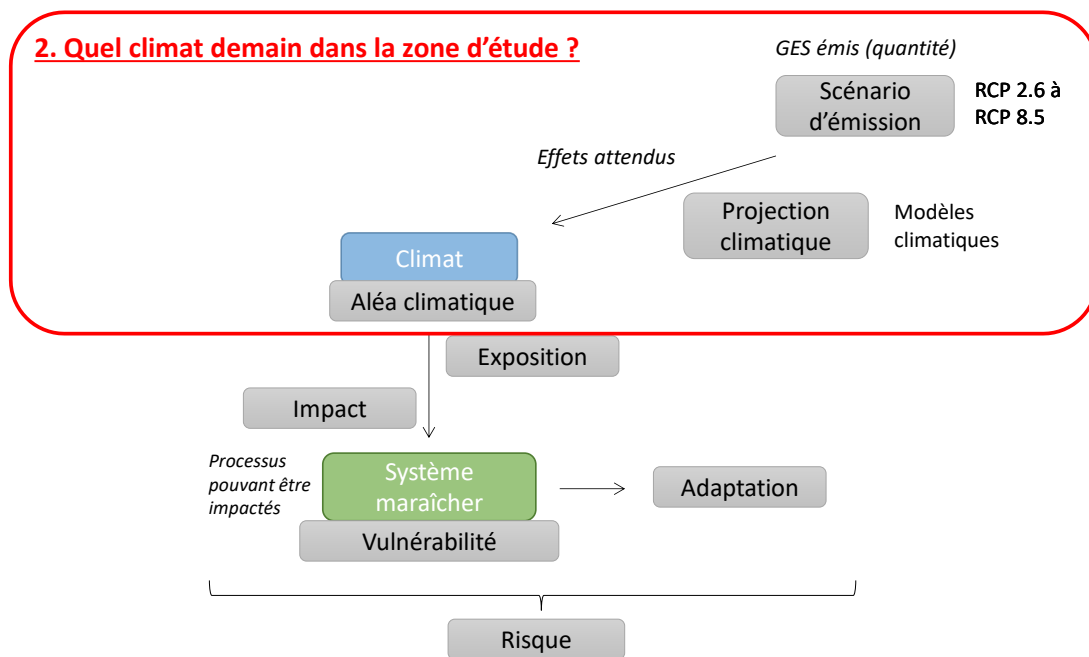 2. Quel climat demain dans la zone d'étude ?
GES émis (quantité)
Scénario
d'émission
RCP 2.6 à
RCP 8.5
Effets attendus
Projection
climatique
Modèles
climatiques
Climat
Aléa climatique
Exposition
Impact
Processus
pouvant être
impactés
Système
maraîcher
Adaptation
Vulnérabilité
Risque